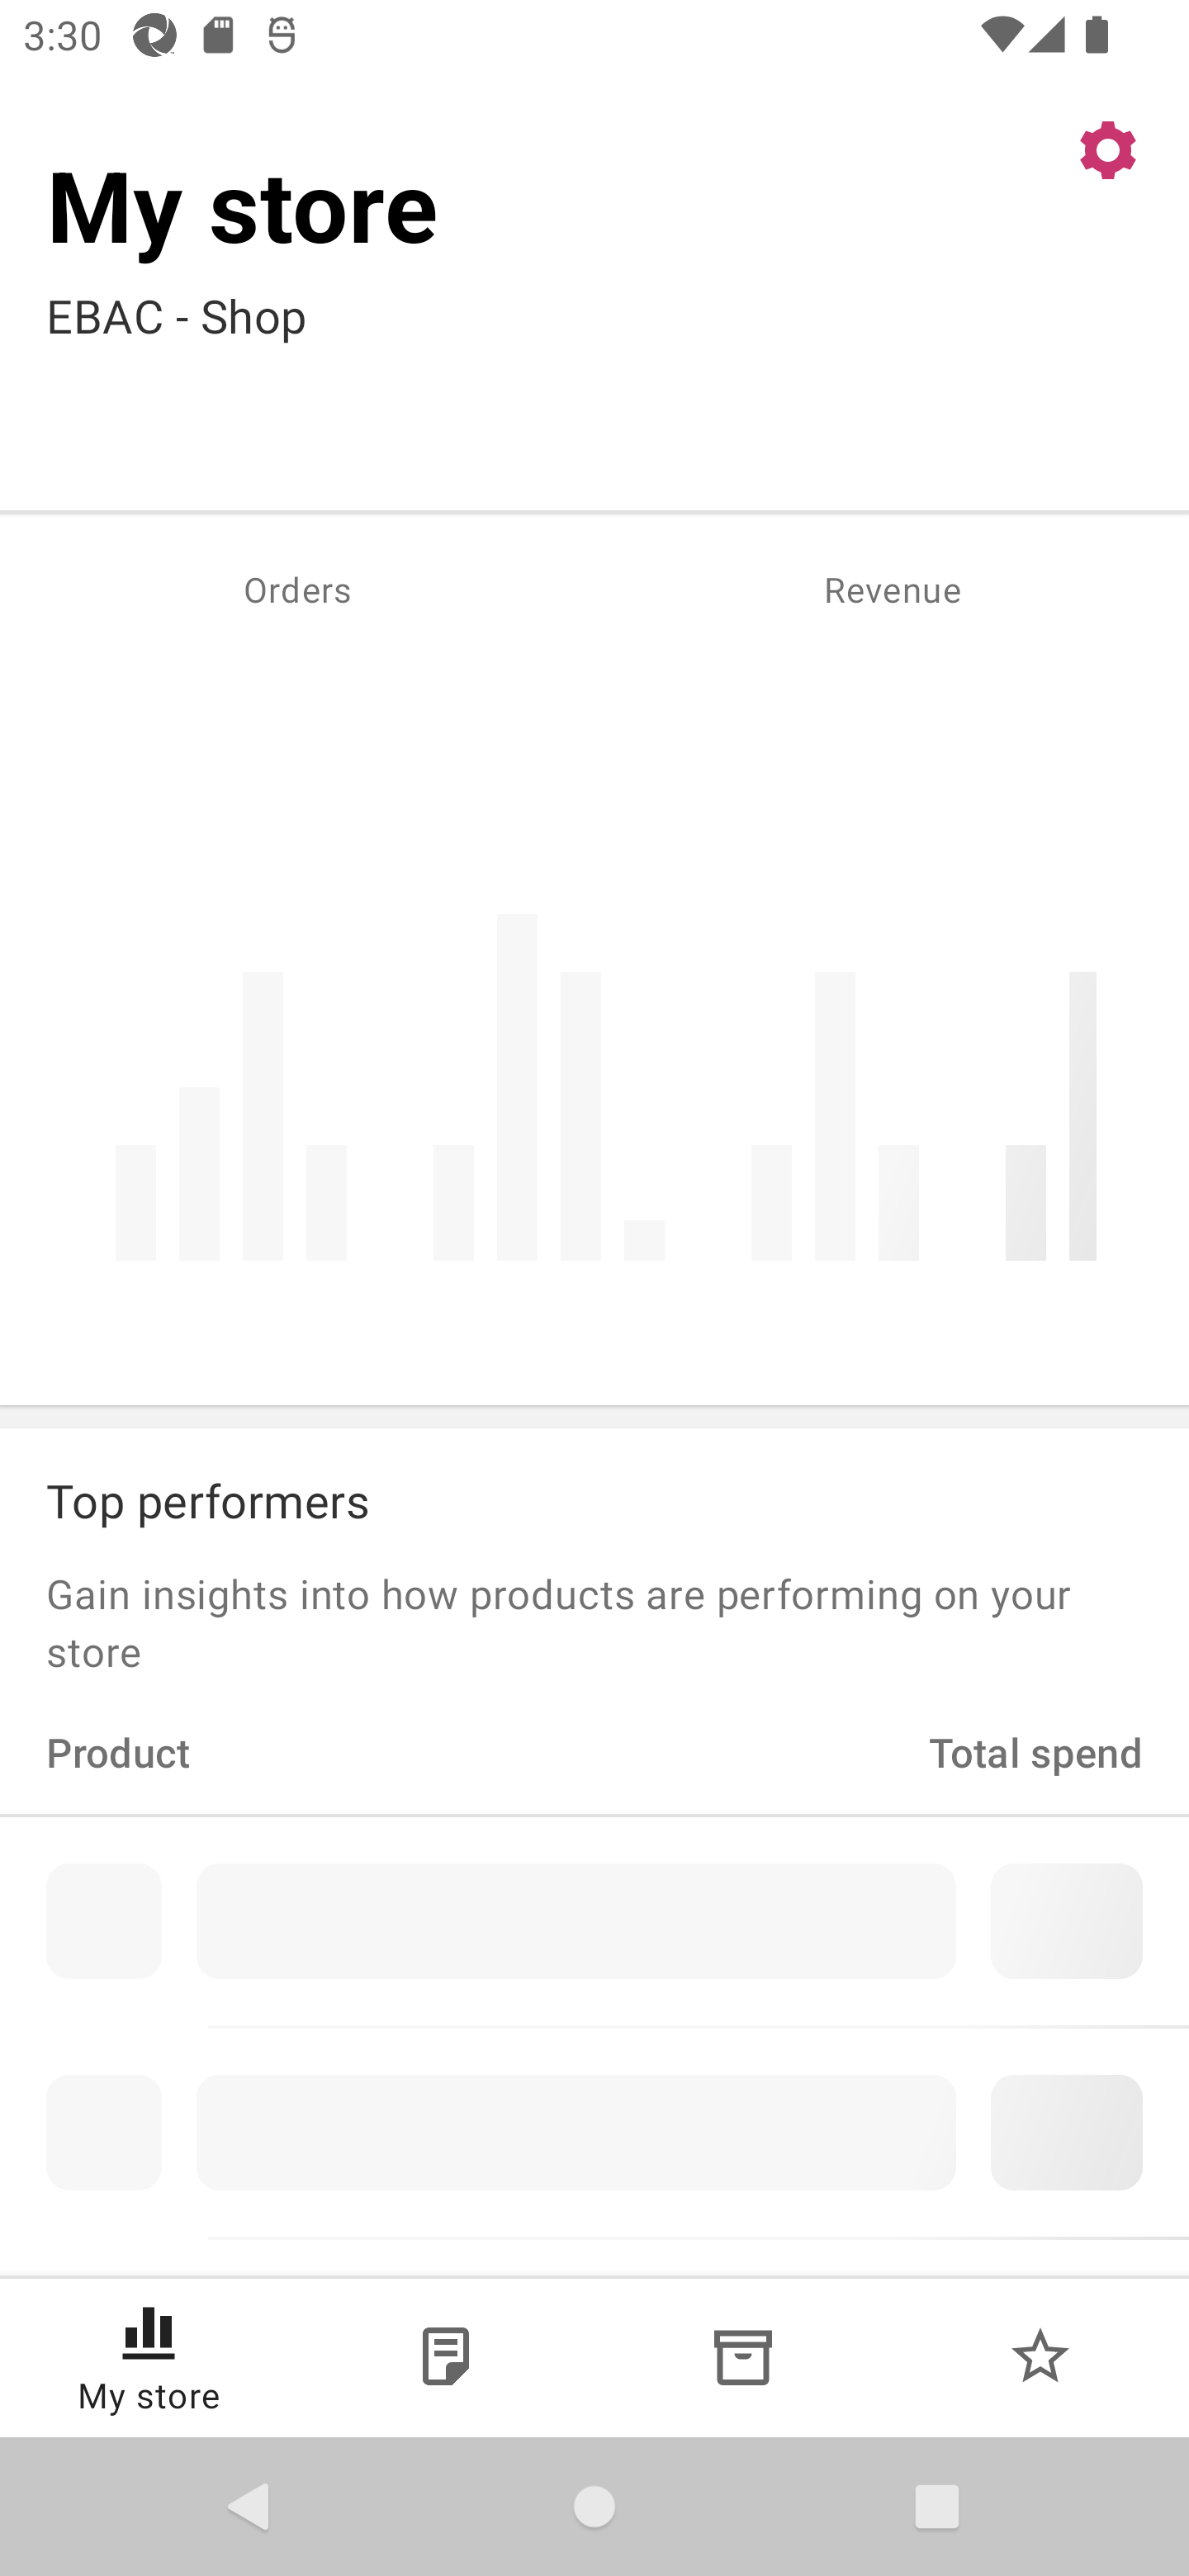 3:30
My store
EBAC - Shop
Orders
Revenue
Top performers
Gain insights into how products are performing on your
store
Product
Total spend
My store